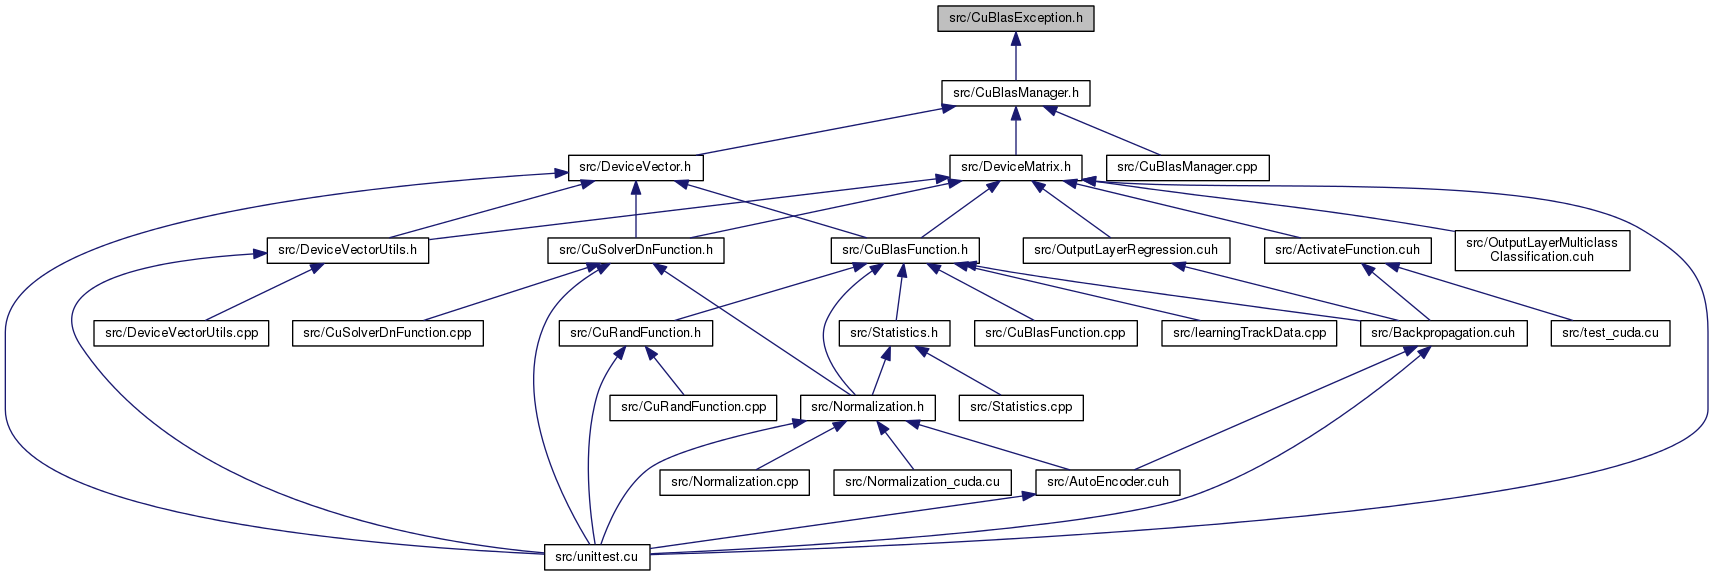 src/CuBlasException.h
src/CuBlasManager.h
src/DeviceVector.h
src/DeviceMatrix.h
src/CuBlasManager.cpp
src/DeviceVectorUtils.h
src/CuSolverDnFunction.h
src/CuBlasFunction.h
src/OutputLayerRegression.cuh
src/ActivateFunction.cuh
src/OutputLayerMulticlass
Classification.cuh
src/DeviceVectorUtils.cpp
src/CuSolverDnFunction.cpp
src/CuRandFunction.h
src/Statistics.h
src/CuBlasFunction.cpp
src/learningTrackData.cpp
src/Backpropagation.cuh
src/test_cuda.cu
src/CuRandFunction.cpp
src/Normalization.h
src/Statistics.cpp
src/Normalization.cpp
src/Normalization_cuda.cu
src/AutoEncoder.cuh
src/unittest.cu